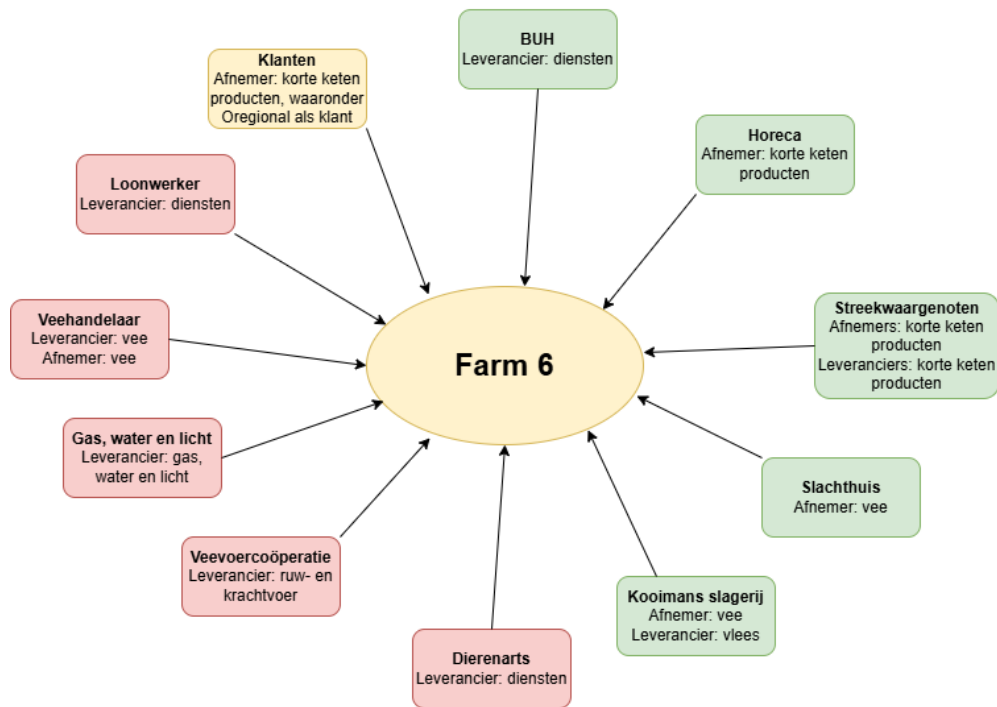 BUH
Leverancier: diensten
Klanten
Afnemer: korte keten
producten, waaronder
Oregional als klant
Horeca
Afnemer: korte keten
producten
Loonwerker
Leverancier: diensten
Veehandelaar
Leverancier: vee
Afnemer: vee
Farm 6
Streekwaargenoten
Afnemers: korte keten
producten
Leveranciers: korte keten
producten
Gas, water en licht
Leverancier: gas,
water en licht
Slachthuis
Afnemer: vee
Veevoercoöperatie
Leverancier: ruw- en
krachtvoer
Kooimans slagerij
Afnemer: vee
Leverancier: vlees
Dierenarts
Leverancier: diensten